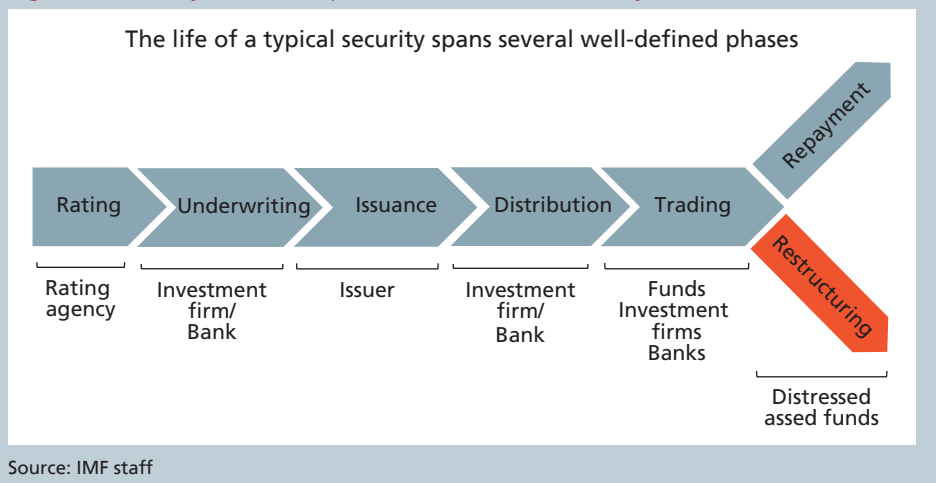 The life of a typical security spans several well-defined phases
Rating
Underwriting
Issuance
Distribution
Trading
Repayment
Restructuring
Rating
agency
Investment
firm/
Bank
Issuer
Investment
firm/
Bank
Funds
Investment
firms
Banks
Distressed
assed funds
Source: IMF staff